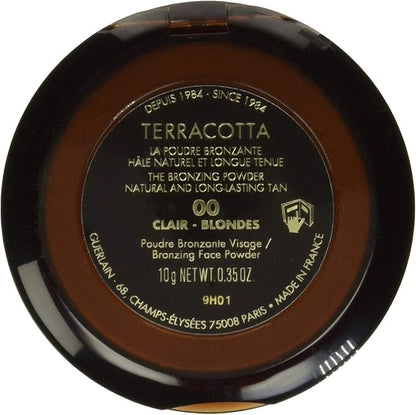 DEPUIS 1984 - SINCE 1984
TERRACOTTA
LA POUDRE BRONZANTE
HÂLE NATUREL ET LONGUE TENUE
THE BRONZING POWDER
NATURAL AND LONG-LASTING TAN
00
CLAIR - BLONDES
Poudre Bronzante Visage /
Bronzing Face Powder
10g NET WT. 0.35 OZ.
9H01
GUERLAIN - 68, CHAMPS-ÉLYSÉES 75008 PARIS • MADE IN FRANCE